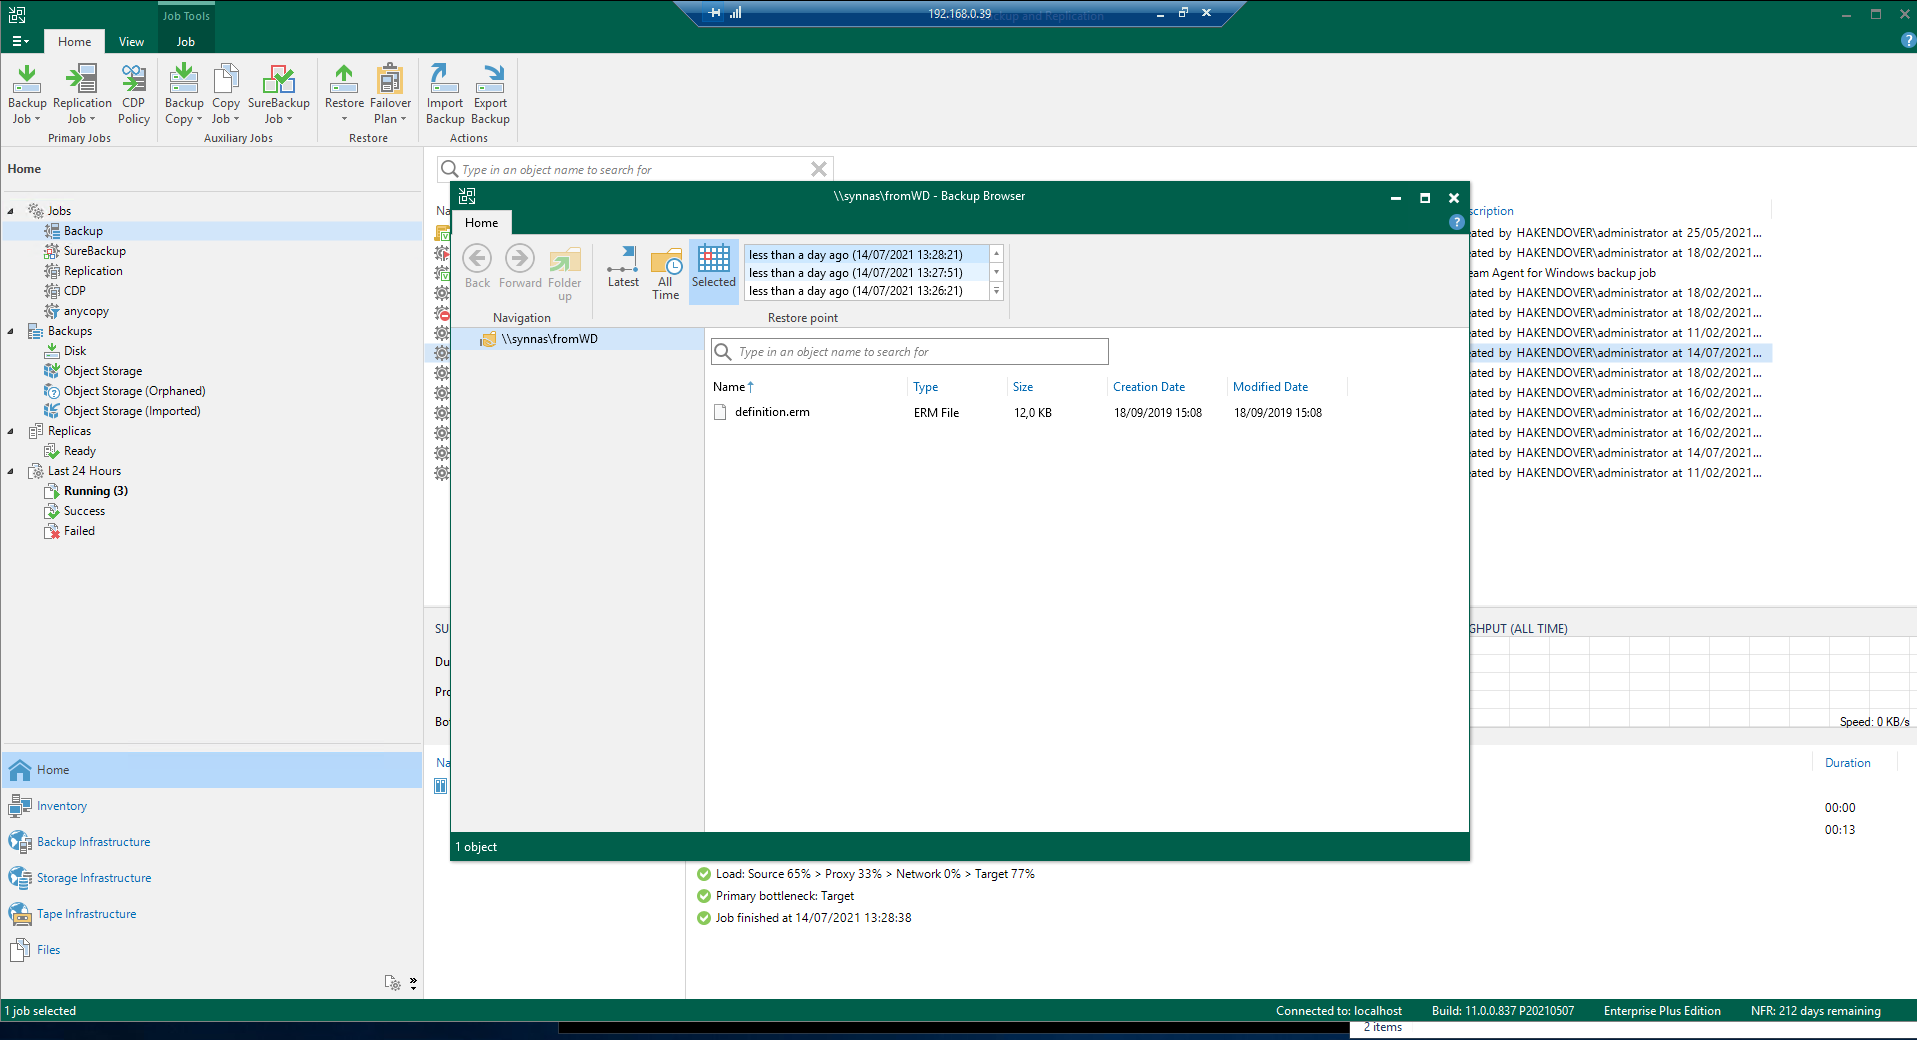 Job Tools
192.168.0.39
ckup and Replication
Home
View
Job
Backup Job
Replication Job
CDP Policy
Backup Copy
Copy Job
SureBackup Job
Restore
Failover Plan
Import Backup
Export Backup
Primary Jobs
Auxiliary Jobs
Restore
Actions
Home
Type in an object name to search for
Jobs
Backup
SureBackup
Replication
CDP
anycopy
Backups
Disk
Object Storage
Object Storage (Orphaned)
Object Storage (Imported)
Replicas
Ready
Last 24 Hours
Running (3)
Success
Failed
Home
Inventory
Backup Infrastructure
Storage Infrastructure
Tape Infrastructure
Files
Na
\\synnas\fromWD - Backup Browser
Home
Back
Forward
Folder up
Latest
All Time
Selected
less than a day ago (14/07/2021 13:28:21)
less than a day ago (14/07/2021 13:27:51)
less than a day ago (14/07/2021 13:26:21)
Navigation
Restore point
\\synnas\fromWD
Type in an object name to search for
Name
Type
Size
Creation Date
Modified Date
definition.erm
ERM File
12,0 KB
18/09/2019 15:08
18/09/2019 15:08
1 object
scription
eated by HAKENDOVER\administrator at 25/05/2021...
eated by HAKENDOVER\administrator at 18/02/2021...
eam Agent for Windows backup job
eated by HAKENDOVER\administrator at 18/02/2021...
eated by HAKENDOVER\administrator at 18/02/2021...
eated by HAKENDOVER\administrator at 11/02/2021...
eated by HAKENDOVER\administrator at 14/07/2021...
eated by HAKENDOVER\administrator at 18/02/2021...
eated by HAKENDOVER\administrator at 16/02/2021...
eated by HAKENDOVER\administrator at 16/02/2021...
eated by HAKENDOVER\administrator at 16/02/2021...
eated by HAKENDOVER\administrator at 14/07/2021...
eated by HAKENDOVER\administrator at 11/02/2021...
SU
GHPUT (ALL TIME)
Du
Pro
Bo
Speed: 0 KB/s
Na
Duration
00:00
00:13
Load: Source 65% > Proxy 33% > Network 0% > Target 77%
Primary bottleneck: Target
Job finished at 14/07/2021 13:28:38
1 job selected
Connected to: localhost
Build: 11.0.0.837 P20210507
Enterprise Plus Edition
NFR: 212 days remaining
2 items